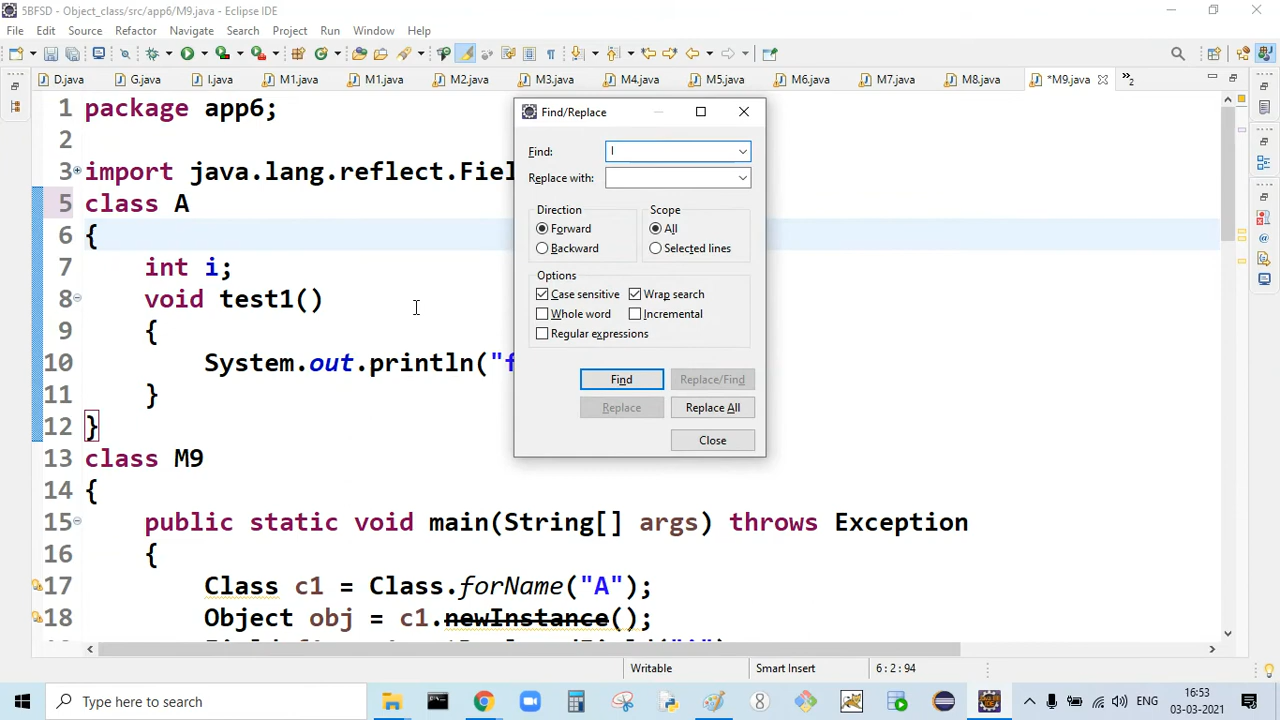 5BFSD - Object_class/src/app6/M9.java - Eclipse IDE
File Edit Source Refactor Navigate Search Project Run Window Help
D.java G.java I.java M1.java M1.java M2.java M3.java M4.java M5.java M6.java M7.java M8.java *M9.java »2
1 package app6;
2
3 import java.lang.reflect.Fiel
5 class A
6 {
7 int i;
8 void test1()
9 {
10 System.out.println("f
11 }
12 }
13 class M9
14 {
15 public static void main(String[] args) throws Exception
16 {
17 Class c1 = Class.forName("A");
18 Object obj = c1.newInstance();
Find/Replace
Find:
Replace with:
Direction Scope
Forward All
Backward Selected lines
Options
Case sensitive Wrap search
Whole word Incremental
Regular expressions
Find Replace/Find
Replace Replace All
Close
Writable Smart Insert 6 : 2 : 94
Type here to search
ENG
6:53
03-03-2021